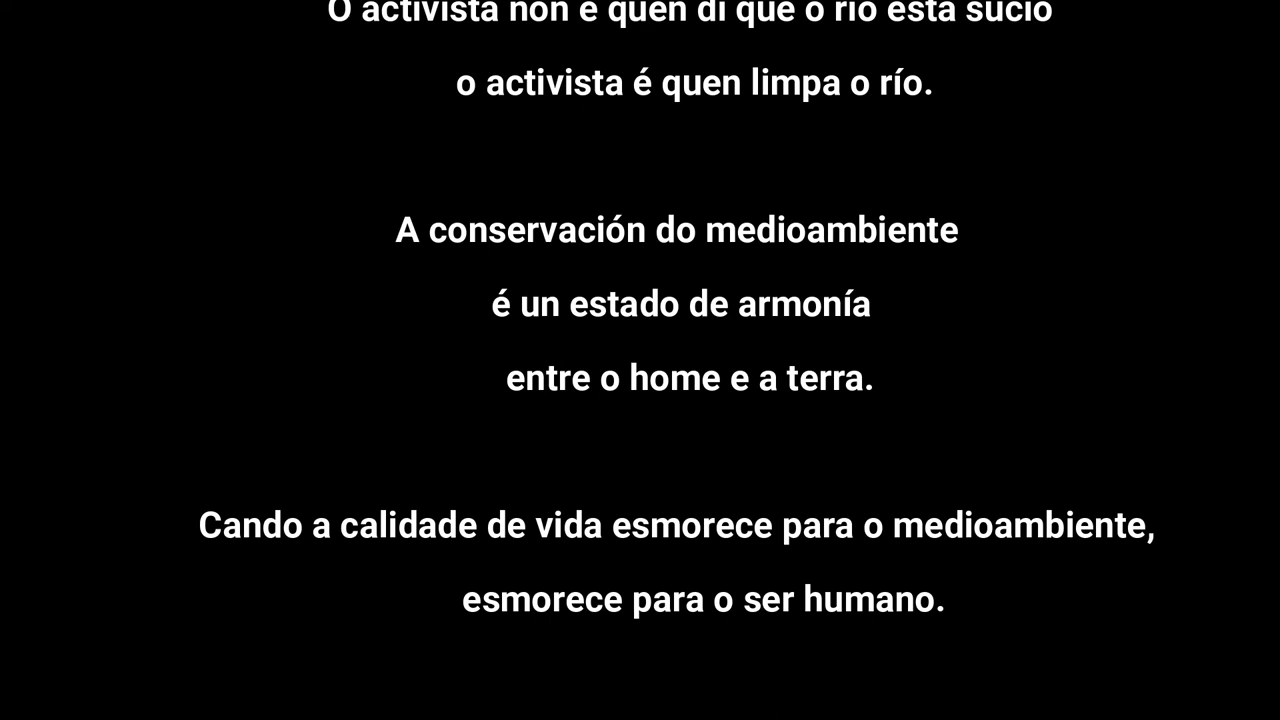 O activista non é quen di que o río está sucio
o activista é quen limpa o río.
A conservación do medioambiente
é un estado de armonía
entre o home e a terra.
Cando a calidade de vida esmorece para o medioambiente,
esmorece para o ser humano.